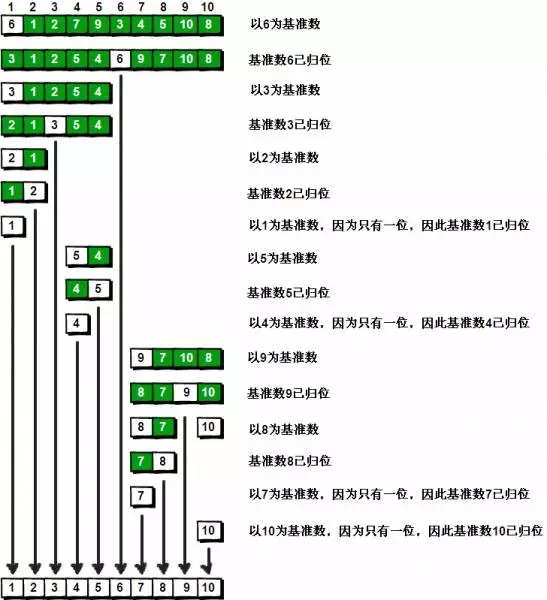 1 2 3 4 5 6 7 8 9 10
6 1 2 7 9 3 4 5 10 8 以6为基准数
3 1 2 5 4 6 9 7 10 8 基准数6已归位
3 1 2 5 4 以3为基准数
2 1 3 5 4 基准数3已归位
2 1 以2为基准数
1 2 基准数2已归位
1 以1为基准数，因为只有一位，因此基准数1已归位
5 4 以5为基准数
4 5 基准数5已归位
4 以4为基准数，因为只有一位，因此基准数4已归位
9 7 10 8 以9为基准数
8 7 9 10 基准数9已归位
8 7 10 以8为基准数
7 8 基准数8已归位
7 以7为基准数，因为只有一位，因此基准数7已归位
10 以10为基准数，因为只有一位，因此基准数10已归位
1 2 3 4 5 6 7 8 9 10